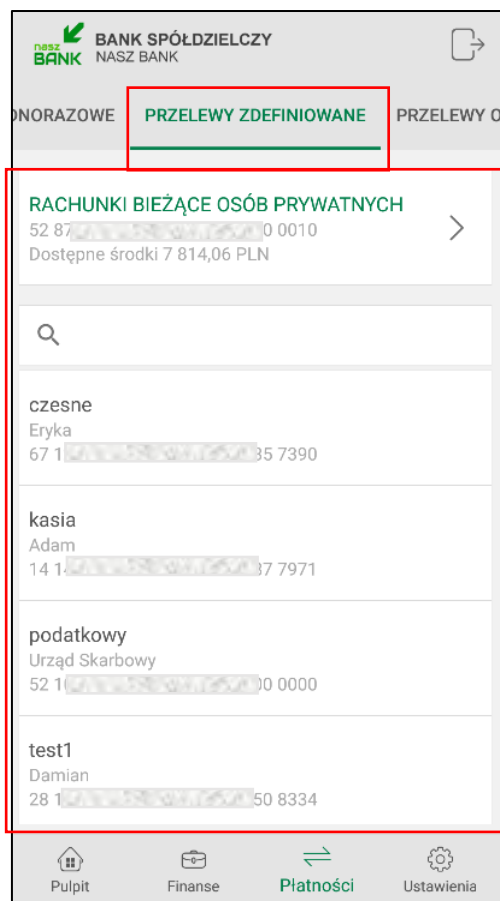 nasz BANK BANK SPÓŁDZIELCZY
NASZ BANK
NORAZOWE PRZELEWY ZDEFINIOWANE PRZELEWY O
RACHUNKI BIEŻĄCE OSÓB PRYWATNYCH
52 87 0 0010
Dostępne środki 7 814,06 PLN
czesne
Eryka
67 1 35 7390
kasia
Adam
14 1 37 7971
podatkowy
Urząd Skarbowy
52 1 00 0000
test1
Damian
28 1 50 8334
Pulpit Finanse Płatności Ustawienia